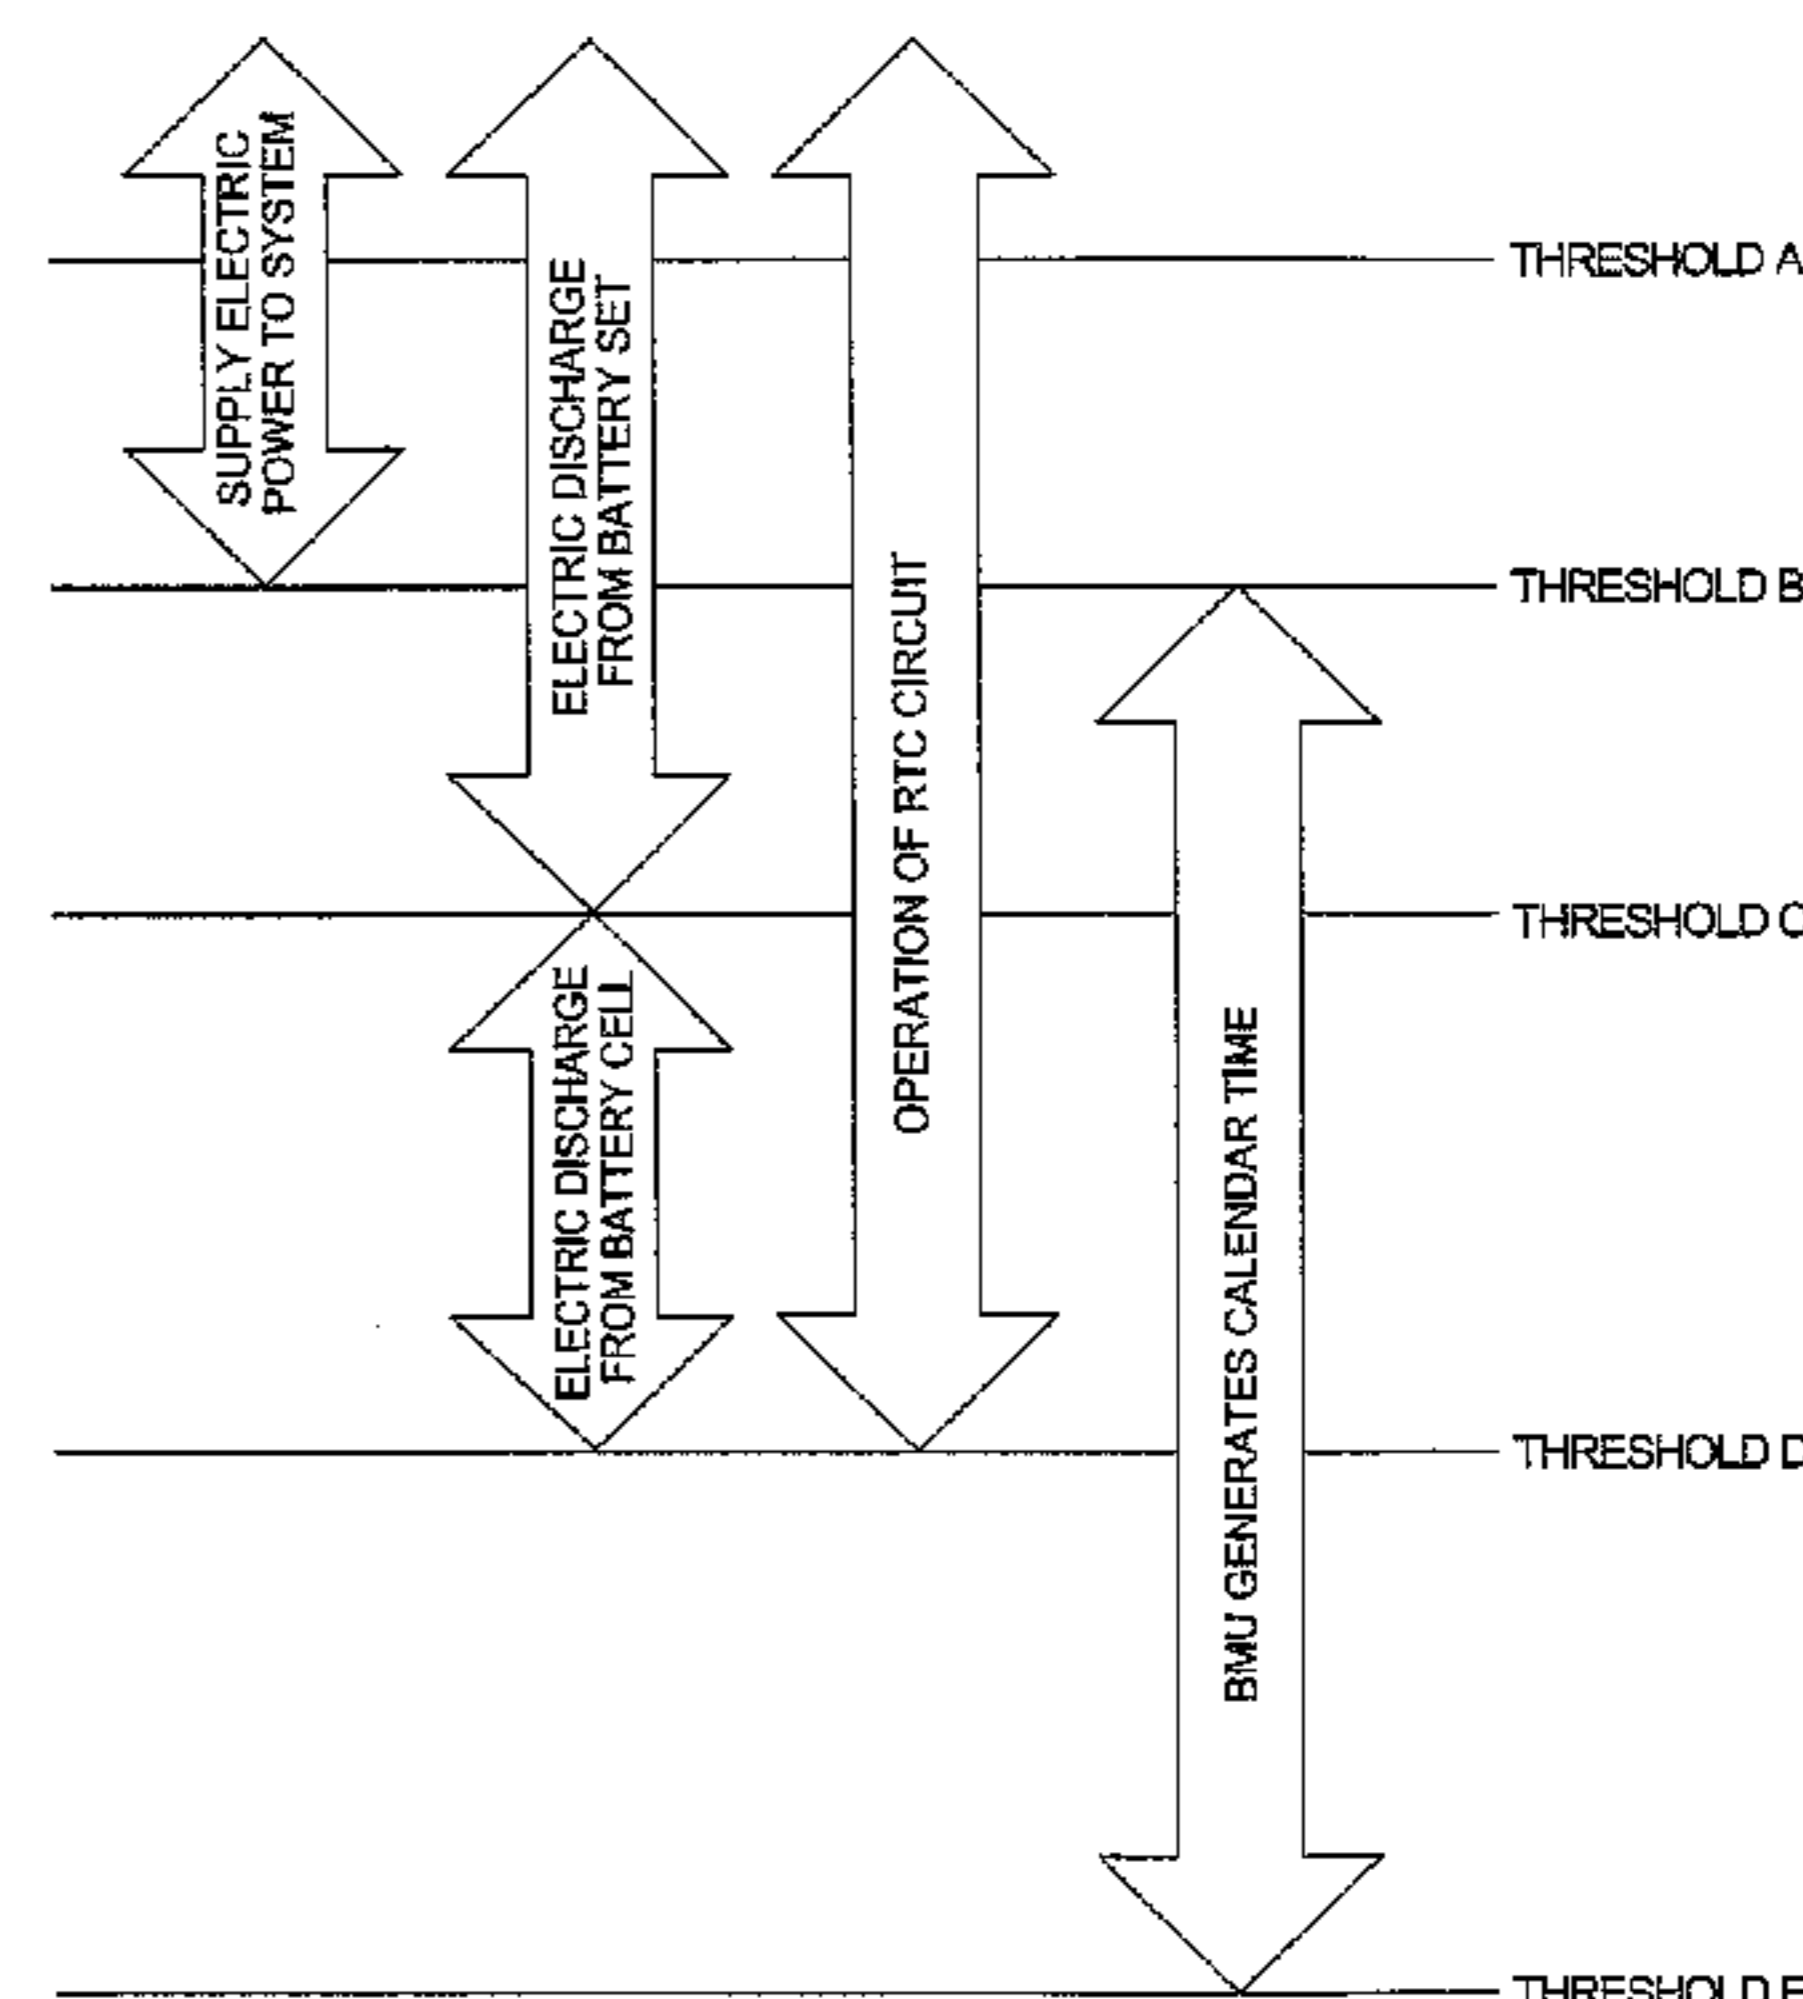 SUPPLY ELECTRIC
POWER TO SYSTEM
ELECTRIC DISCHARGE
FROM BATTERY SET
OPERATION OF RTC CIRCUIT
ELECTRIC DISCHARGE
FROM BATTERY CELL
BMU GENERATES CALENDAR TIME
THRESHOLD A
THRESHOLD B
THRESHOLD C
THRESHOLD D
THRESHOLD E